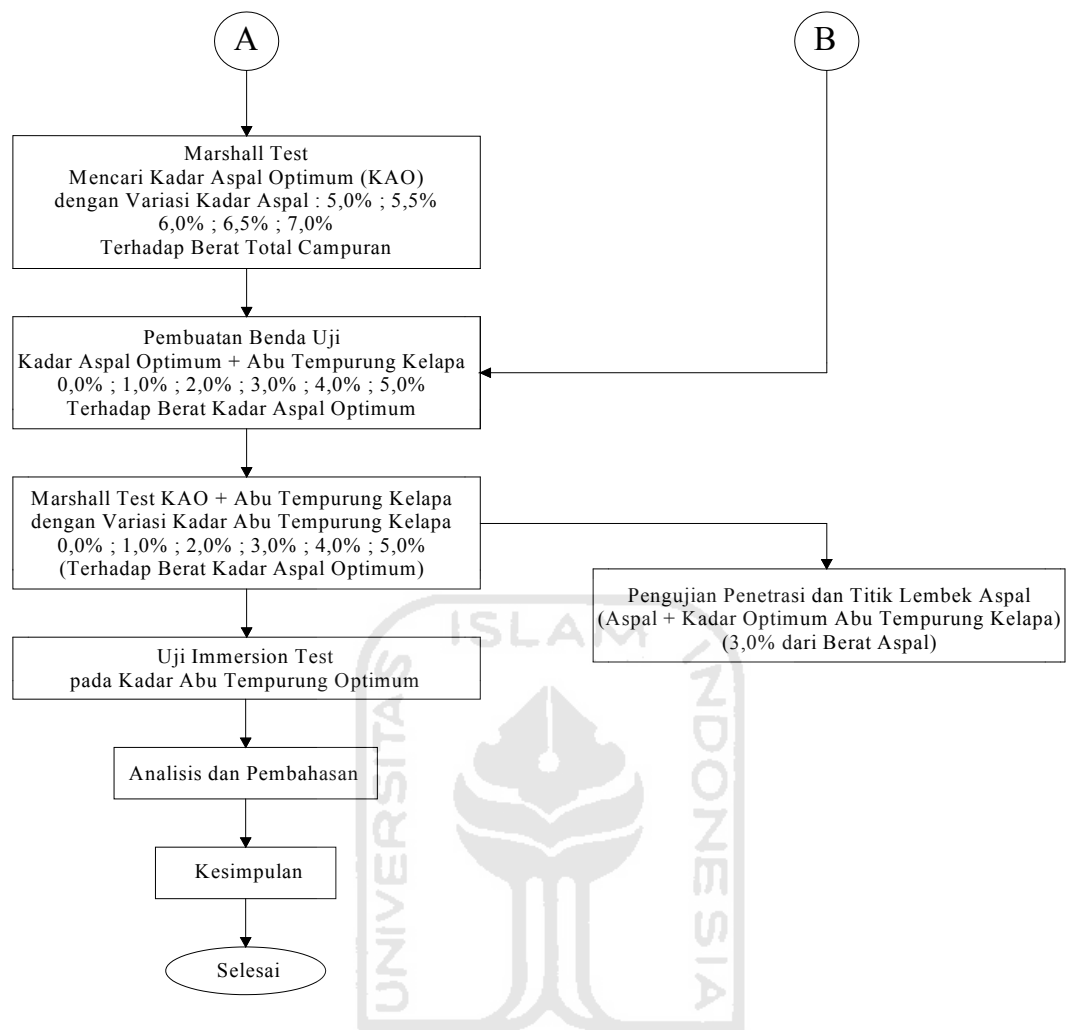 A
B
Marshall Test
Mencari Kadar Aspal Optimum (KAO)
dengan Variasi Kadar Aspal : 5,0% ; 5,5%
6,0% ; 6,5% ; 7,0%
Terhadap Berat Total Campuran
Pembuatan Benda Uji
Kadar Aspal Optimum + Abu Tempurung Kelapa
0,0% ; 1,0% ; 2,0% ; 3,0% ; 4,0% ; 5,0%
Terhadap Berat Kadar Aspal Optimum
Marshall Test KAO + Abu Tempurung Kelapa
dengan Variasi Kadar Abu Tempurung Kelapa
0,0% ; 1,0% ; 2,0% ; 3,0% ; 4,0% ; 5,0%
(Terhadap Berat Kadar Aspal Optimum)
Pengujian Penetrasi dan Titik Lembek Aspal
(Aspal + Kadar Optimum Abu Tempurung Kelapa)
(3,0% dari Berat Aspal)
Uji Immersion Test
pada Kadar Abu Tempurung Optimum
Analisis dan Pembahasan
Kesimpulan
Selesai
UNIVERSITAS
ISLAM
INDONESIA